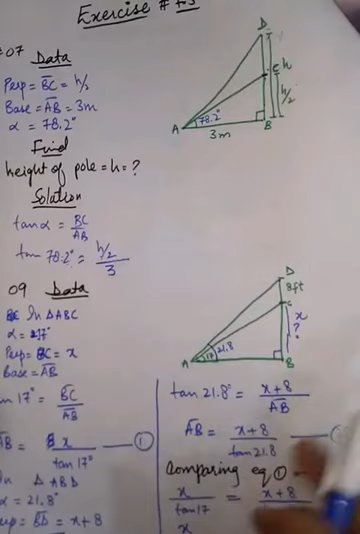 Exercise #
#07 Data
Perp = BC = h/2
Base = AB = 3m
α = 78.2°
Find
height of pole = h = ?
Solution
tan α = BC/AB
tan 78.2° = h/2 / 3
D
C
h
h/2
78.2°
A
3m
B
09 Data
In ΔABC
α = 17°
Perp = BC = x
Base = AB
n 17° = BC/AB
AB = x / tan 17° — ①
In Δ ABD
α = 21.8°
Perp = BD = x + 8
D
8ft
C
x
?
17
21.8
A
B
tan 21.8° = x+8 / AB
AB = x+8 / tan 21.8
Comparing eq ①
x / tan 17 = x+8
x